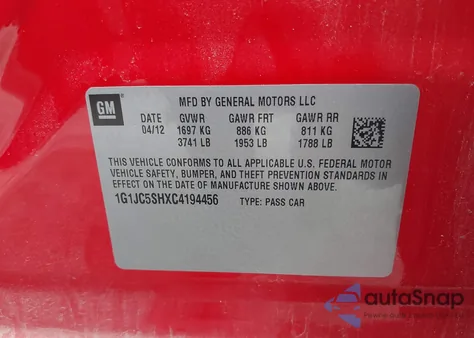 GM
MFD BY GENERAL MOTORS LLC
DATE GVWR GAWR FRT GAWR RR
04/12 1697 KG 886 KG 811 KG
3741 LB 1953 LB 1788 LB
THIS VEHICLE CONFORMS TO ALL APPLICABLE U.S. FEDERAL MOTOR
VEHICLE SAFETY, BUMPER, AND THEFT PREVENTION STANDARDS IN
EFFECT ON THE DATE OF MANUFACTURE SHOWN ABOVE.
1G1JC5SHXC4194456 TYPE: PASS CAR
autoSnap